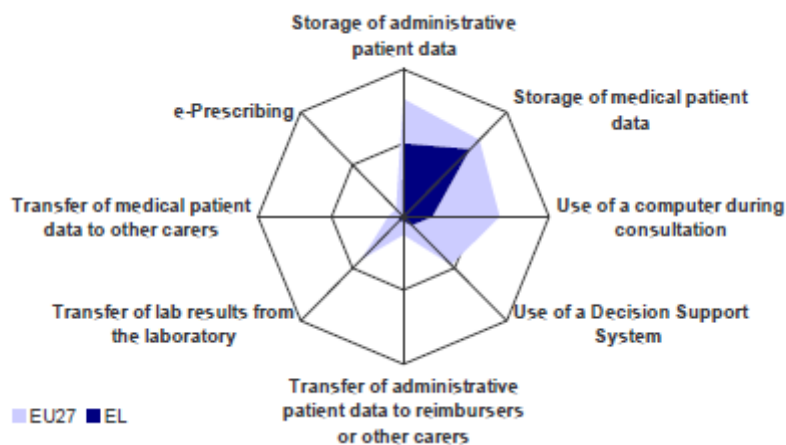 Storage of administrative
patient data
Storage of medical patient
data
Use of a computer during
consultation
Use of a Decision Support
System
Transfer of administrative
patient data to reimbursers
or other carers
Transfer of lab results from
the laboratory
Transfer of medical patient
data to other carers
e-Prescribing
EU27 EL